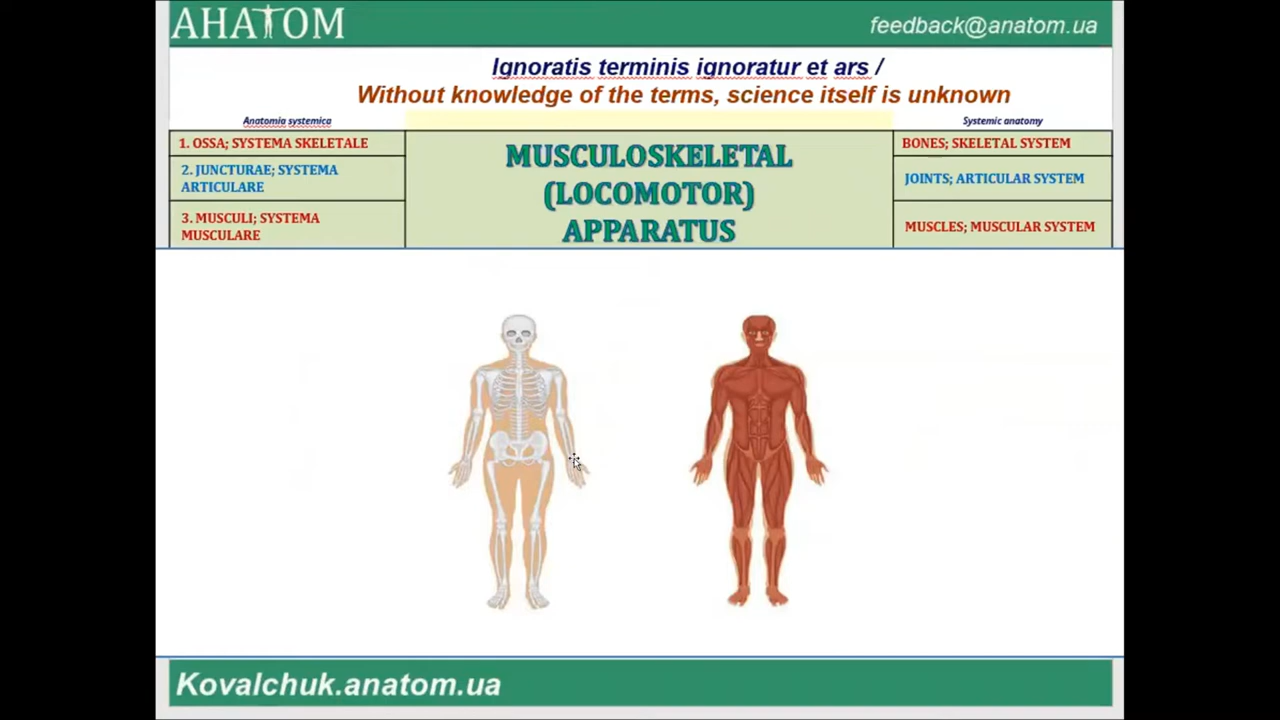 АНАТОМ
feedback@anatom.ua
Ignoratis terminis ignoratur et ars /
Without knowledge of the terms, science itself is unknown
Anatomia systemica
Systemic anatomy
1. OSSA; SYSTEMA SKELETALE
2. JUNCTURAE; SYSTEMA
ARTICULARE
3. MUSCULI; SYSTEMA
MUSCULARE
MUSCULOSKELETAL
(LOCOMOTOR)
APPARATUS
BONES; SKELETAL SYSTEM
JOINTS; ARTICULAR SYSTEM
MUSCLES; MUSCULAR SYSTEM
Kovalchuk.anatom.ua